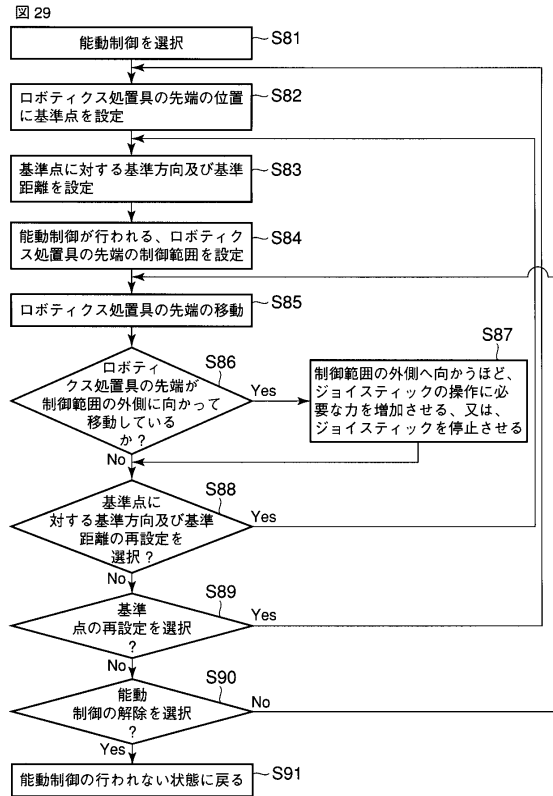 図 29
能動制御を選択
S81
ロボティクス処置具の先端の位置
に基準点を設定
S82
基準点に対する基準方向及び基準
距離を設定
S83
能動制御が行われる、ロボティク
ス処置具の先端の制御範囲を設定
S84
ロボティクス処置具の先端の移動
S85
ロボティ
クス処置具の先端が
制御範囲の外側に向かって
移動している
か?
S86
Yes
No
S87
制御範囲の外側へ向かうほど、
ジョイスティックの操作に必
要な力を増加させる、又は、
ジョイスティックを停止させる
基準点に
対する基準方向及び基準
距離の再設定を
選択?
S88
Yes
No
基準
点の再設定を選択
?
S89
Yes
No
能動
制御の解除を選択
?
S90
No
Yes
能動制御の行われない状態に戻る
S91